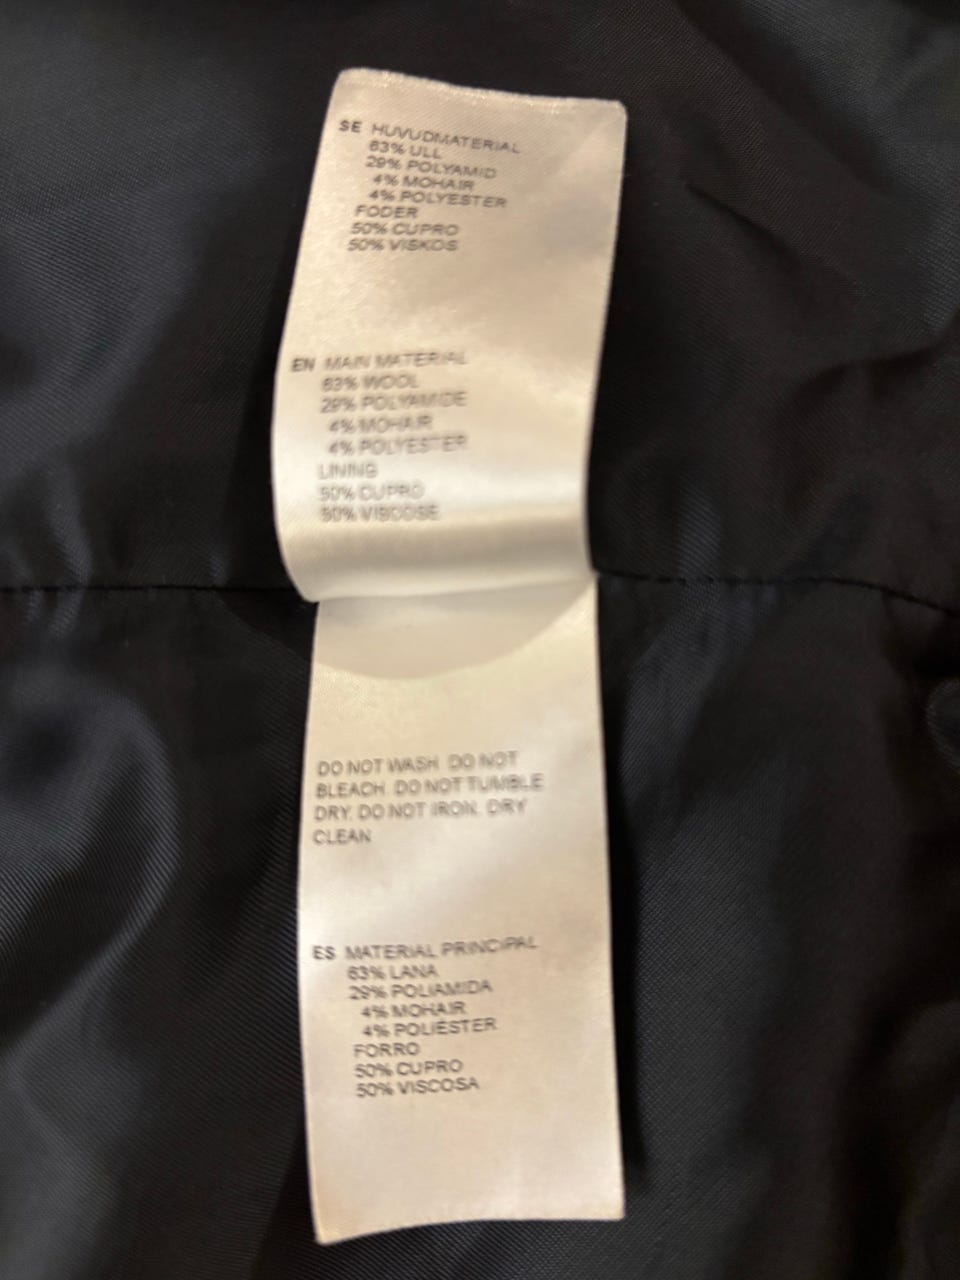 SE HUVUDMATERIAL
63% ULL
29% POLYAMID
4% MOHAIR
4% POLYESTER
FODER
50% CUPRO
50% VISKOS
EN MAIN MATERIAL
63% WOOL
29% POLYAMIDE
4% MOHAIR
4% POLYESTER
LINING
50% CUPRO
50% VISCOSE
DO NOT WASH. DO NOT
BLEACH. DO NOT TUMBLE
DRY. DO NOT IRON. DRY
CLEAN
ES MATERIAL PRINCIPAL
63% LANA
29% POLIAMIDA
4% MOHAIR
4% POLIÉSTER
FORRO
50% CUPRO
50% VISCOSA